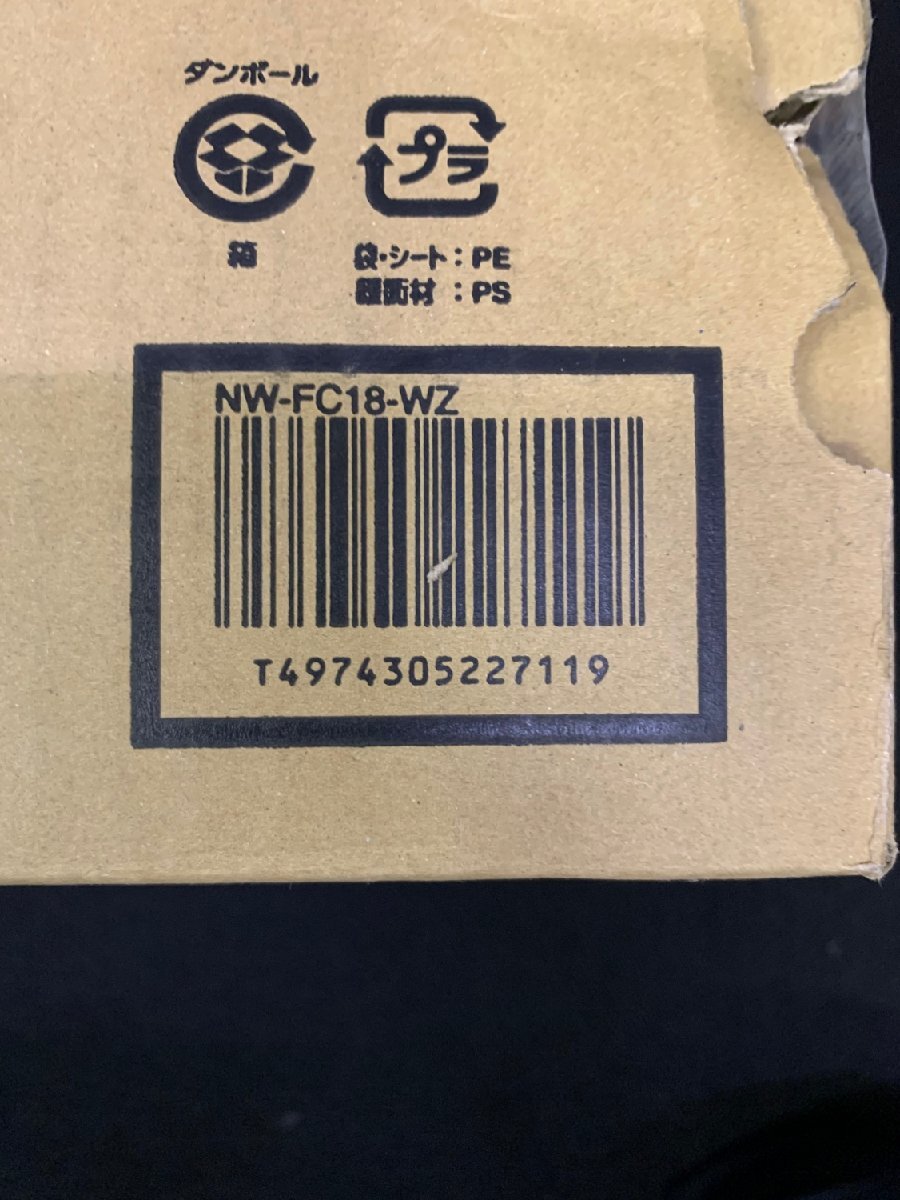 ダンボール
プラ
箱
袋・シート：PE
緩衝材：PS
NW-FC18-WZ
T4974305227119